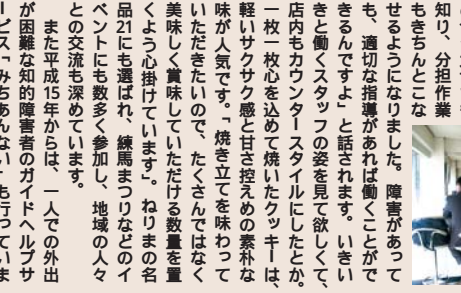 知り、分担作業
もきちんとこな
せるようになりました。障害があって
も、適切な指導があれば働くことがで
きるんですよ」と話されます。いきい
きと働くスタッフの姿を見て欲しくて、
店内もカウンタースタイルにしたとか。
一枚一枚心を込めて焼いたクッキーは、
軽いサクサク感と甘さ控えめの素朴な
味が人気です。「焼き立てを味わって
いただきたいので、たくさんではなく
美味しく賞味していただける数量を置
くよう心掛けています」。ねりまの名
品21にも選ばれ、練馬まつりなどのイ
ベントにも数多く参加し、地域の人々
との交流も深めています。
　また平成15年からは、一人での外出
が困難な知的障害者のガイドヘルプサ
ービス「みちあんない」も行っていま